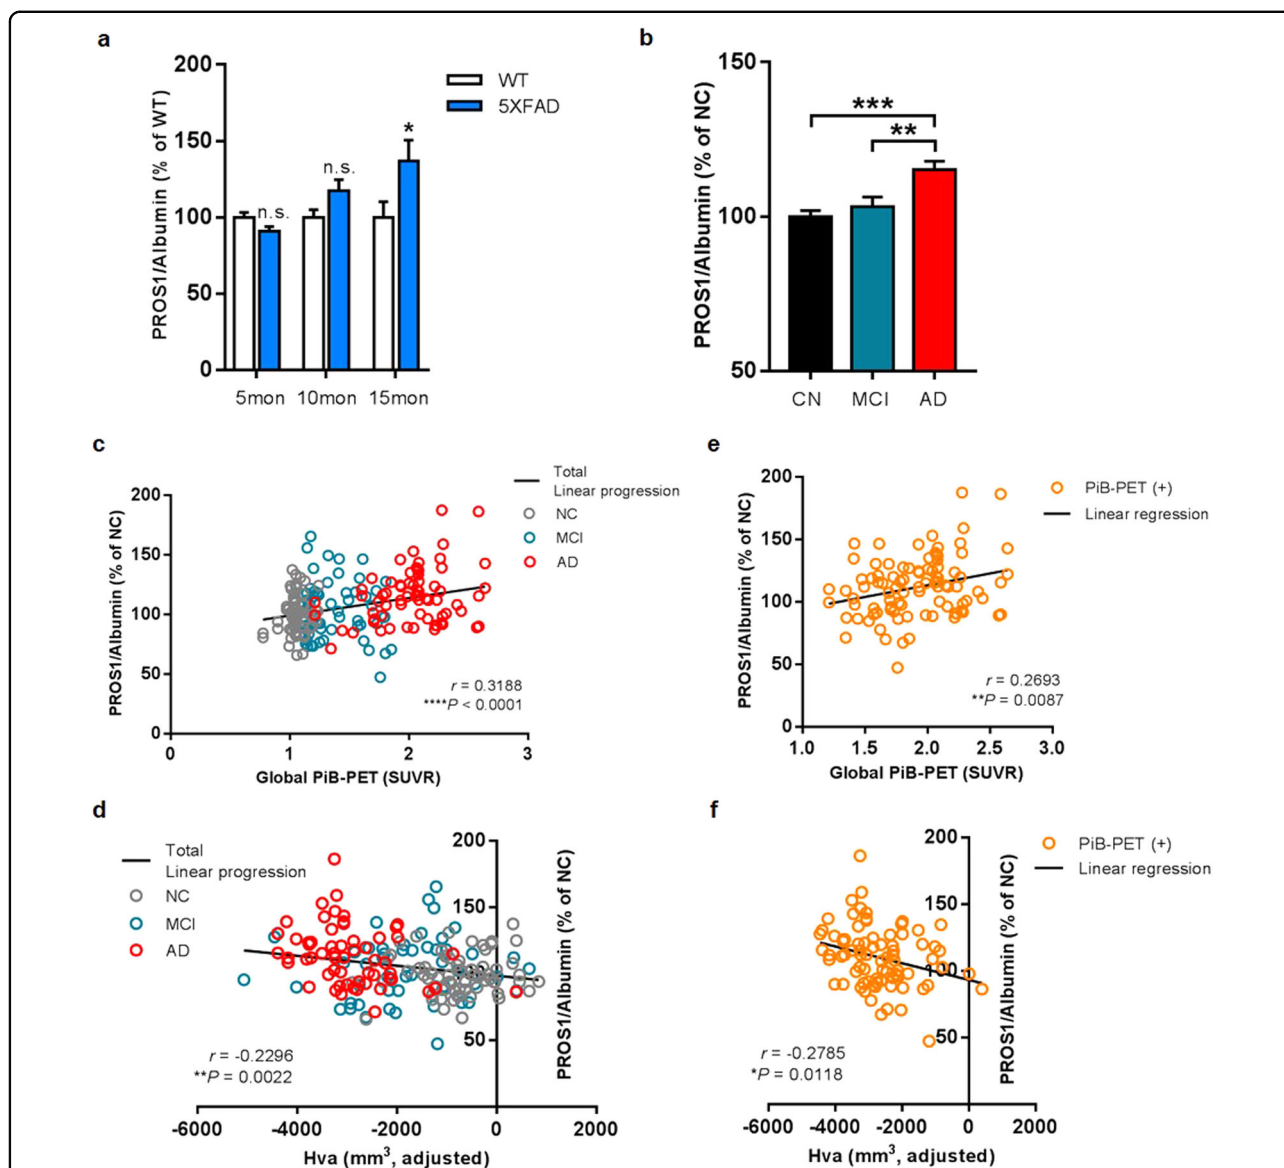 a
200
150
100
50
0
PROS1/Albumin (% of WT)
WT
5XFAD
n.s.
n.s.
*
5mon 10mon 15mon
b
150
100
50
PROS1/Albumin (% of NC)
***
**
CN MCI AD
c
200
150
100
50
0
PROS1/Albumin (% of NC)
Total
Linear progression
NC
MCI
AD
r = 0.3188
****P < 0.0001
0 1 2 3
Global PiB-PET (SUVR)
e
200
150
100
50
0
PROS1/Albumin (% of NC)
PiB-PET (+)
Linear regression
r = 0.2693
**P = 0.0087
1.0 1.5 2.0 2.5 3.0
Global PiB-PET (SUVR)
d
Total
Linear progression
NC
MCI
AD
200
150
100
50
PROS1/Albumin (% of NC)
r = -0.2296
**P = 0.0022
-6000 -4000 -2000 0 2000
Hva (mm³, adjusted)
f
200
150
100
50
PROS1/Albumin (% of NC)
PiB-PET (+)
Linear regression
r = -0.2785
*P = 0.0118
-6000 -4000 -2000 0 2000
Hva (mm³, adjusted)